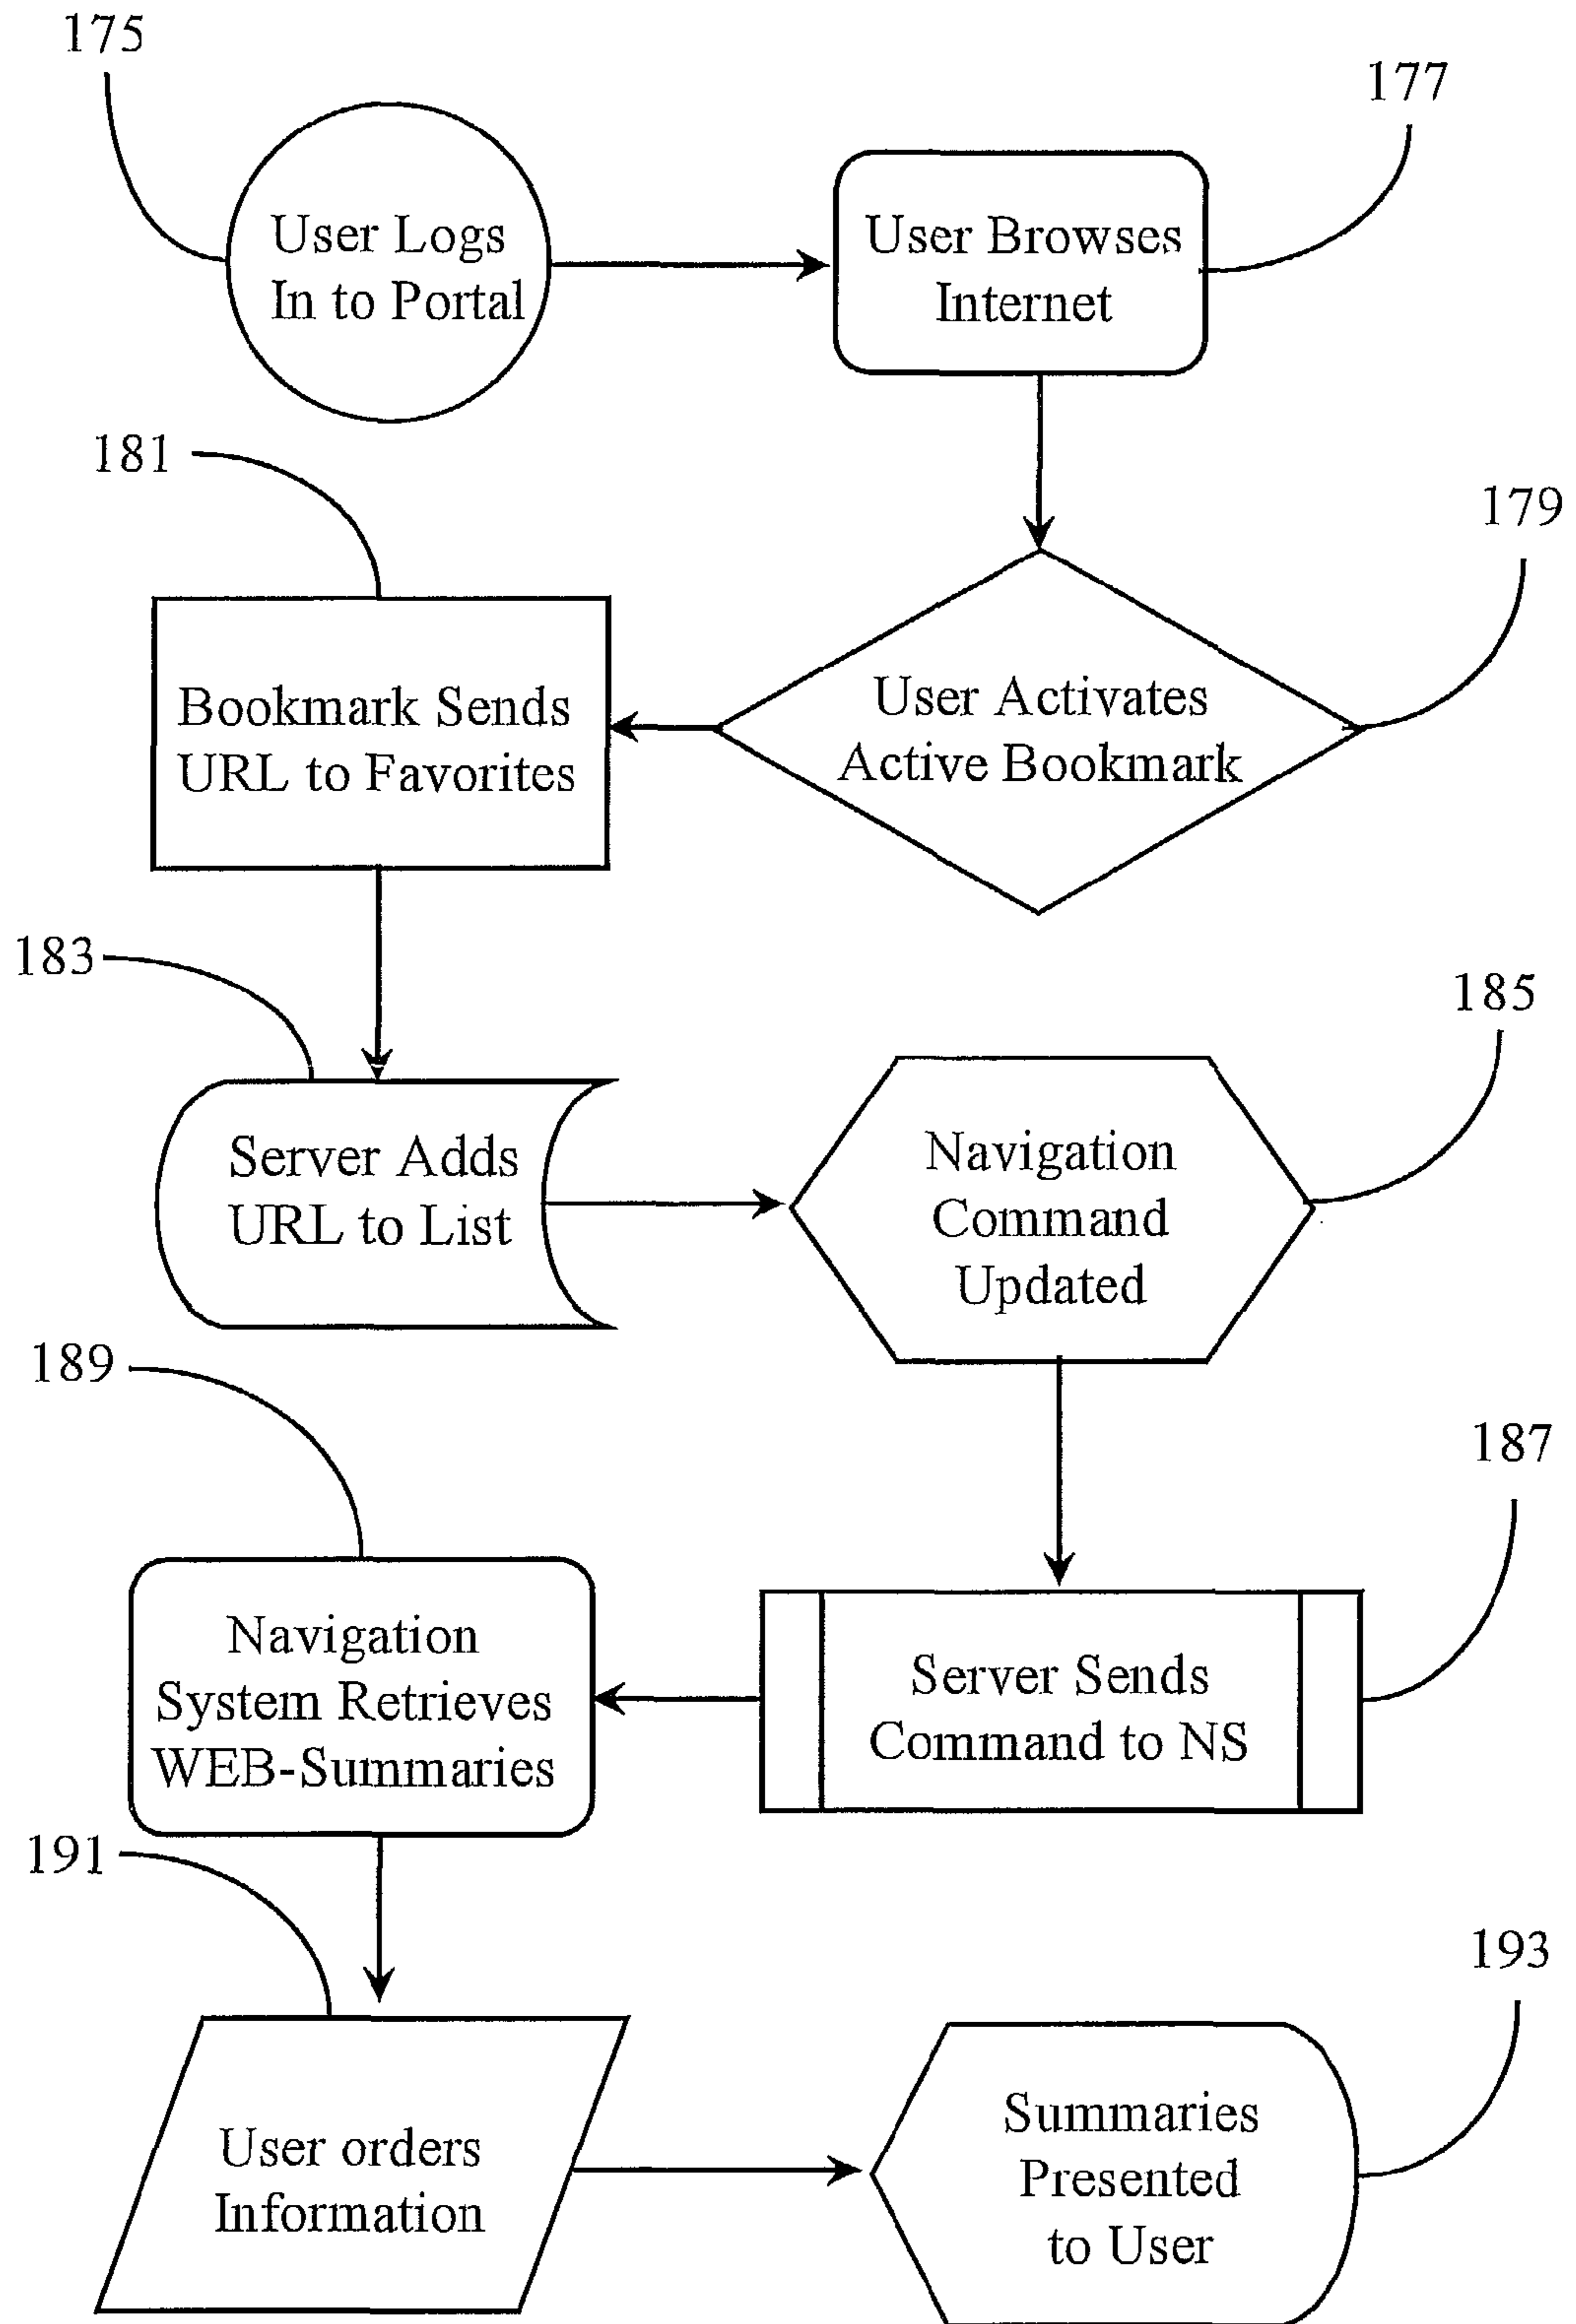 175
User Logs
In to Portal
177
User Browses
Internet
179
User Activates
Active Bookmark
181
Bookmark Sends
URL to Favorites
183
Server Adds
URL to List
185
Navigation
Command
Updated
187
Server Sends
Command to NS
189
Navigation
System Retrieves
WEB-Summaries
191
User orders
Information
193
Summaries
Presented
to User